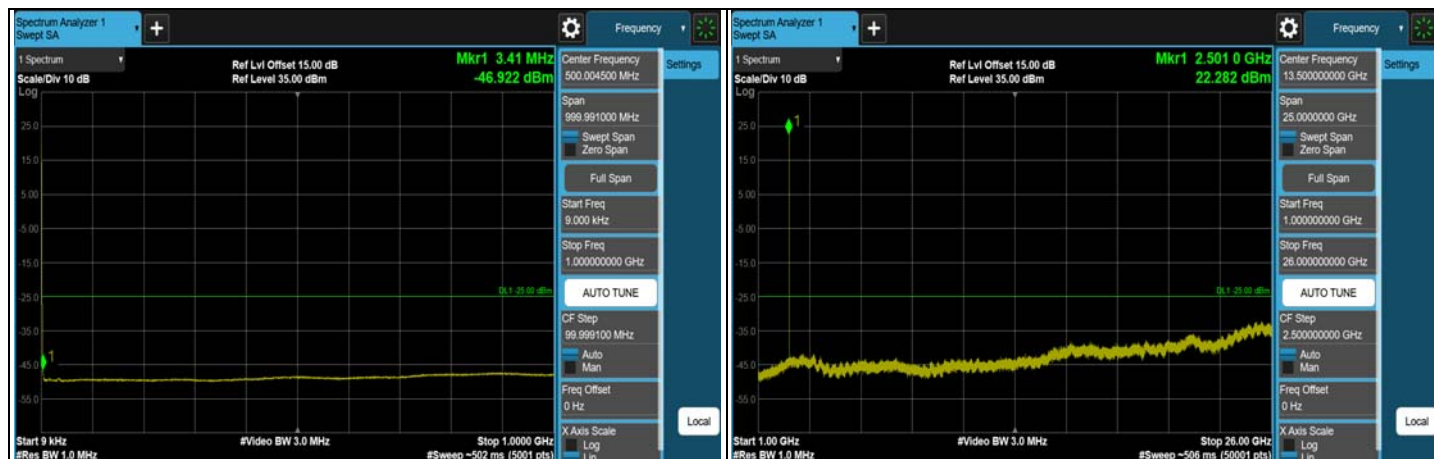 Spectrum Analyzer 1
Swept SA
+
Frequency
1 Spectrum
Scale/Div 10 dB
Log
Ref Lvl Offset 15.00 dB
Ref Level 35.00 dBm
Mkr1 3.41 MHz
-46.922 dBm
25.0
15.0
5.00
-5.00
-15.0
-25.0
-35.0
-45.0
-55.0
1
DL1 -25.00 dBm
Start 9 kHz
#Res BW 1.0 MHz
#Video BW 3.0 MHz
Stop 1.0000 GHz
#Sweep ~502 ms (5001 pts)
Center Frequency
500.004500 MHz
Span
999.991000 MHz
Swept Span
Zero Span
Full Span
Start Freq
9.000 kHz
Stop Freq
1.000000000 GHz
AUTO TUNE
CF Step
99.999100 MHz
Auto
Man
Freq Offset
0 Hz
X Axis Scale
Log
Lin
Settings
Local
Spectrum Analyzer 1
Swept SA
+
Frequency
1 Spectrum
Scale/Div 10 dB
Log
Ref Lvl Offset 15.00 dB
Ref Level 35.00 dBm
Mkr1 2.501 0 GHz
22.282 dBm
25.0
15.0
5.00
-5.00
-15.0
-25.0
-35.0
-45.0
-55.0
1
DL1 -25.00 dBm
Start 1.00 GHz
#Res BW 1.0 MHz
#Video BW 3.0 MHz
Stop 26.00 GHz
#Sweep ~506 ms (50001 pts)
Center Frequency
13.500000000 GHz
Span
25.0000000 GHz
Swept Span
Zero Span
Full Span
Start Freq
1.000000000 GHz
Stop Freq
26.000000000 GHz
AUTO TUNE
CF Step
2.500000000 GHz
Auto
Man
Freq Offset
0 Hz
X Axis Scale
Log
Lin
Settings
Local